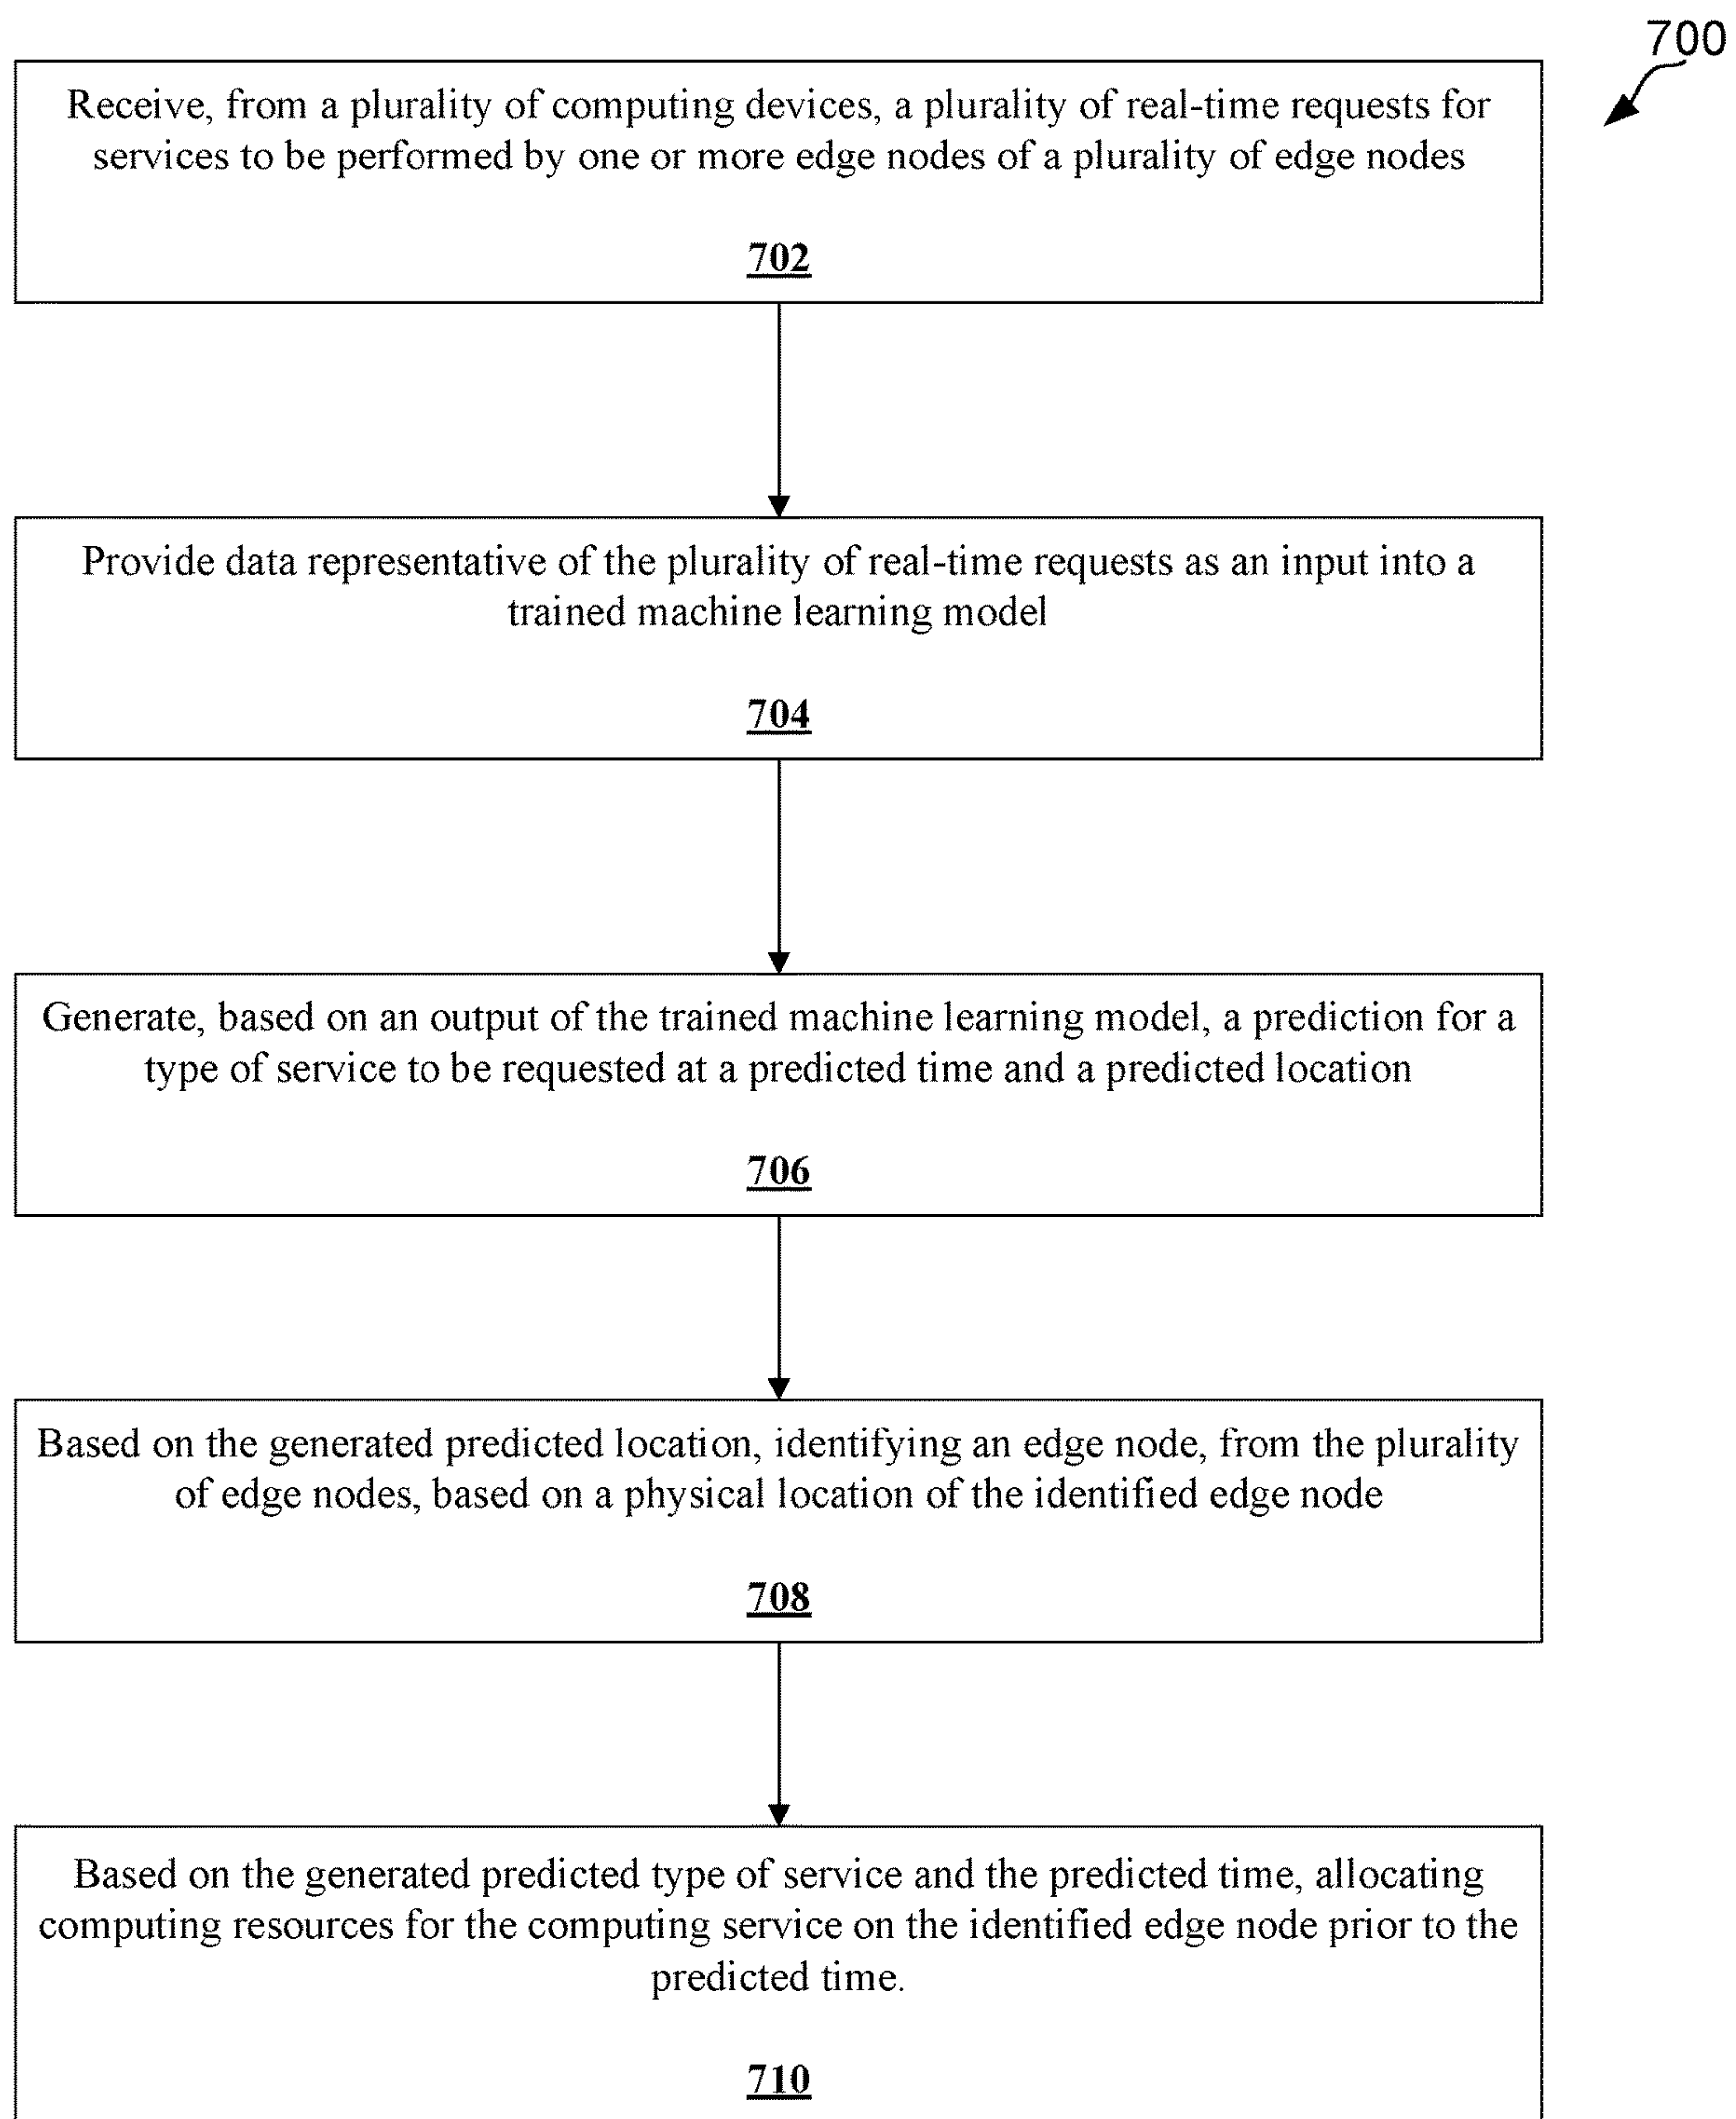 700
Receive, from a plurality of computing devices, a plurality of real-time requests for
services to be performed by one or more edge nodes of a plurality of edge nodes
702
Provide data representative of the plurality of real-time requests as an input into a
trained machine learning model
704
Generate, based on an output of the trained machine learning model, a prediction for a
type of service to be requested at a predicted time and a predicted location
706
Based on the generated predicted location, identifying an edge node, from the plurality
of edge nodes, based on a physical location of the identified edge node
708
Based on the generated predicted type of service and the predicted time, allocating
computing resources for the computing service on the identified edge node prior to the
predicted time.
710